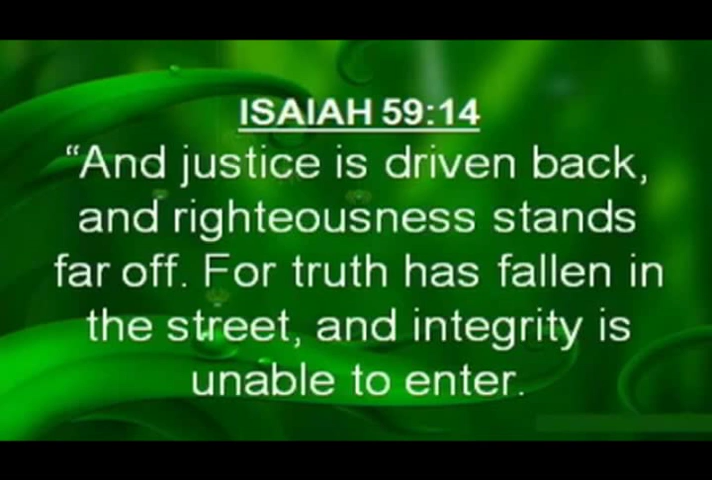 ISAIAH 59:14
“And justice is driven back,
and righteousness stands
far off. For truth has fallen in
the street, and integrity is
unable to enter.